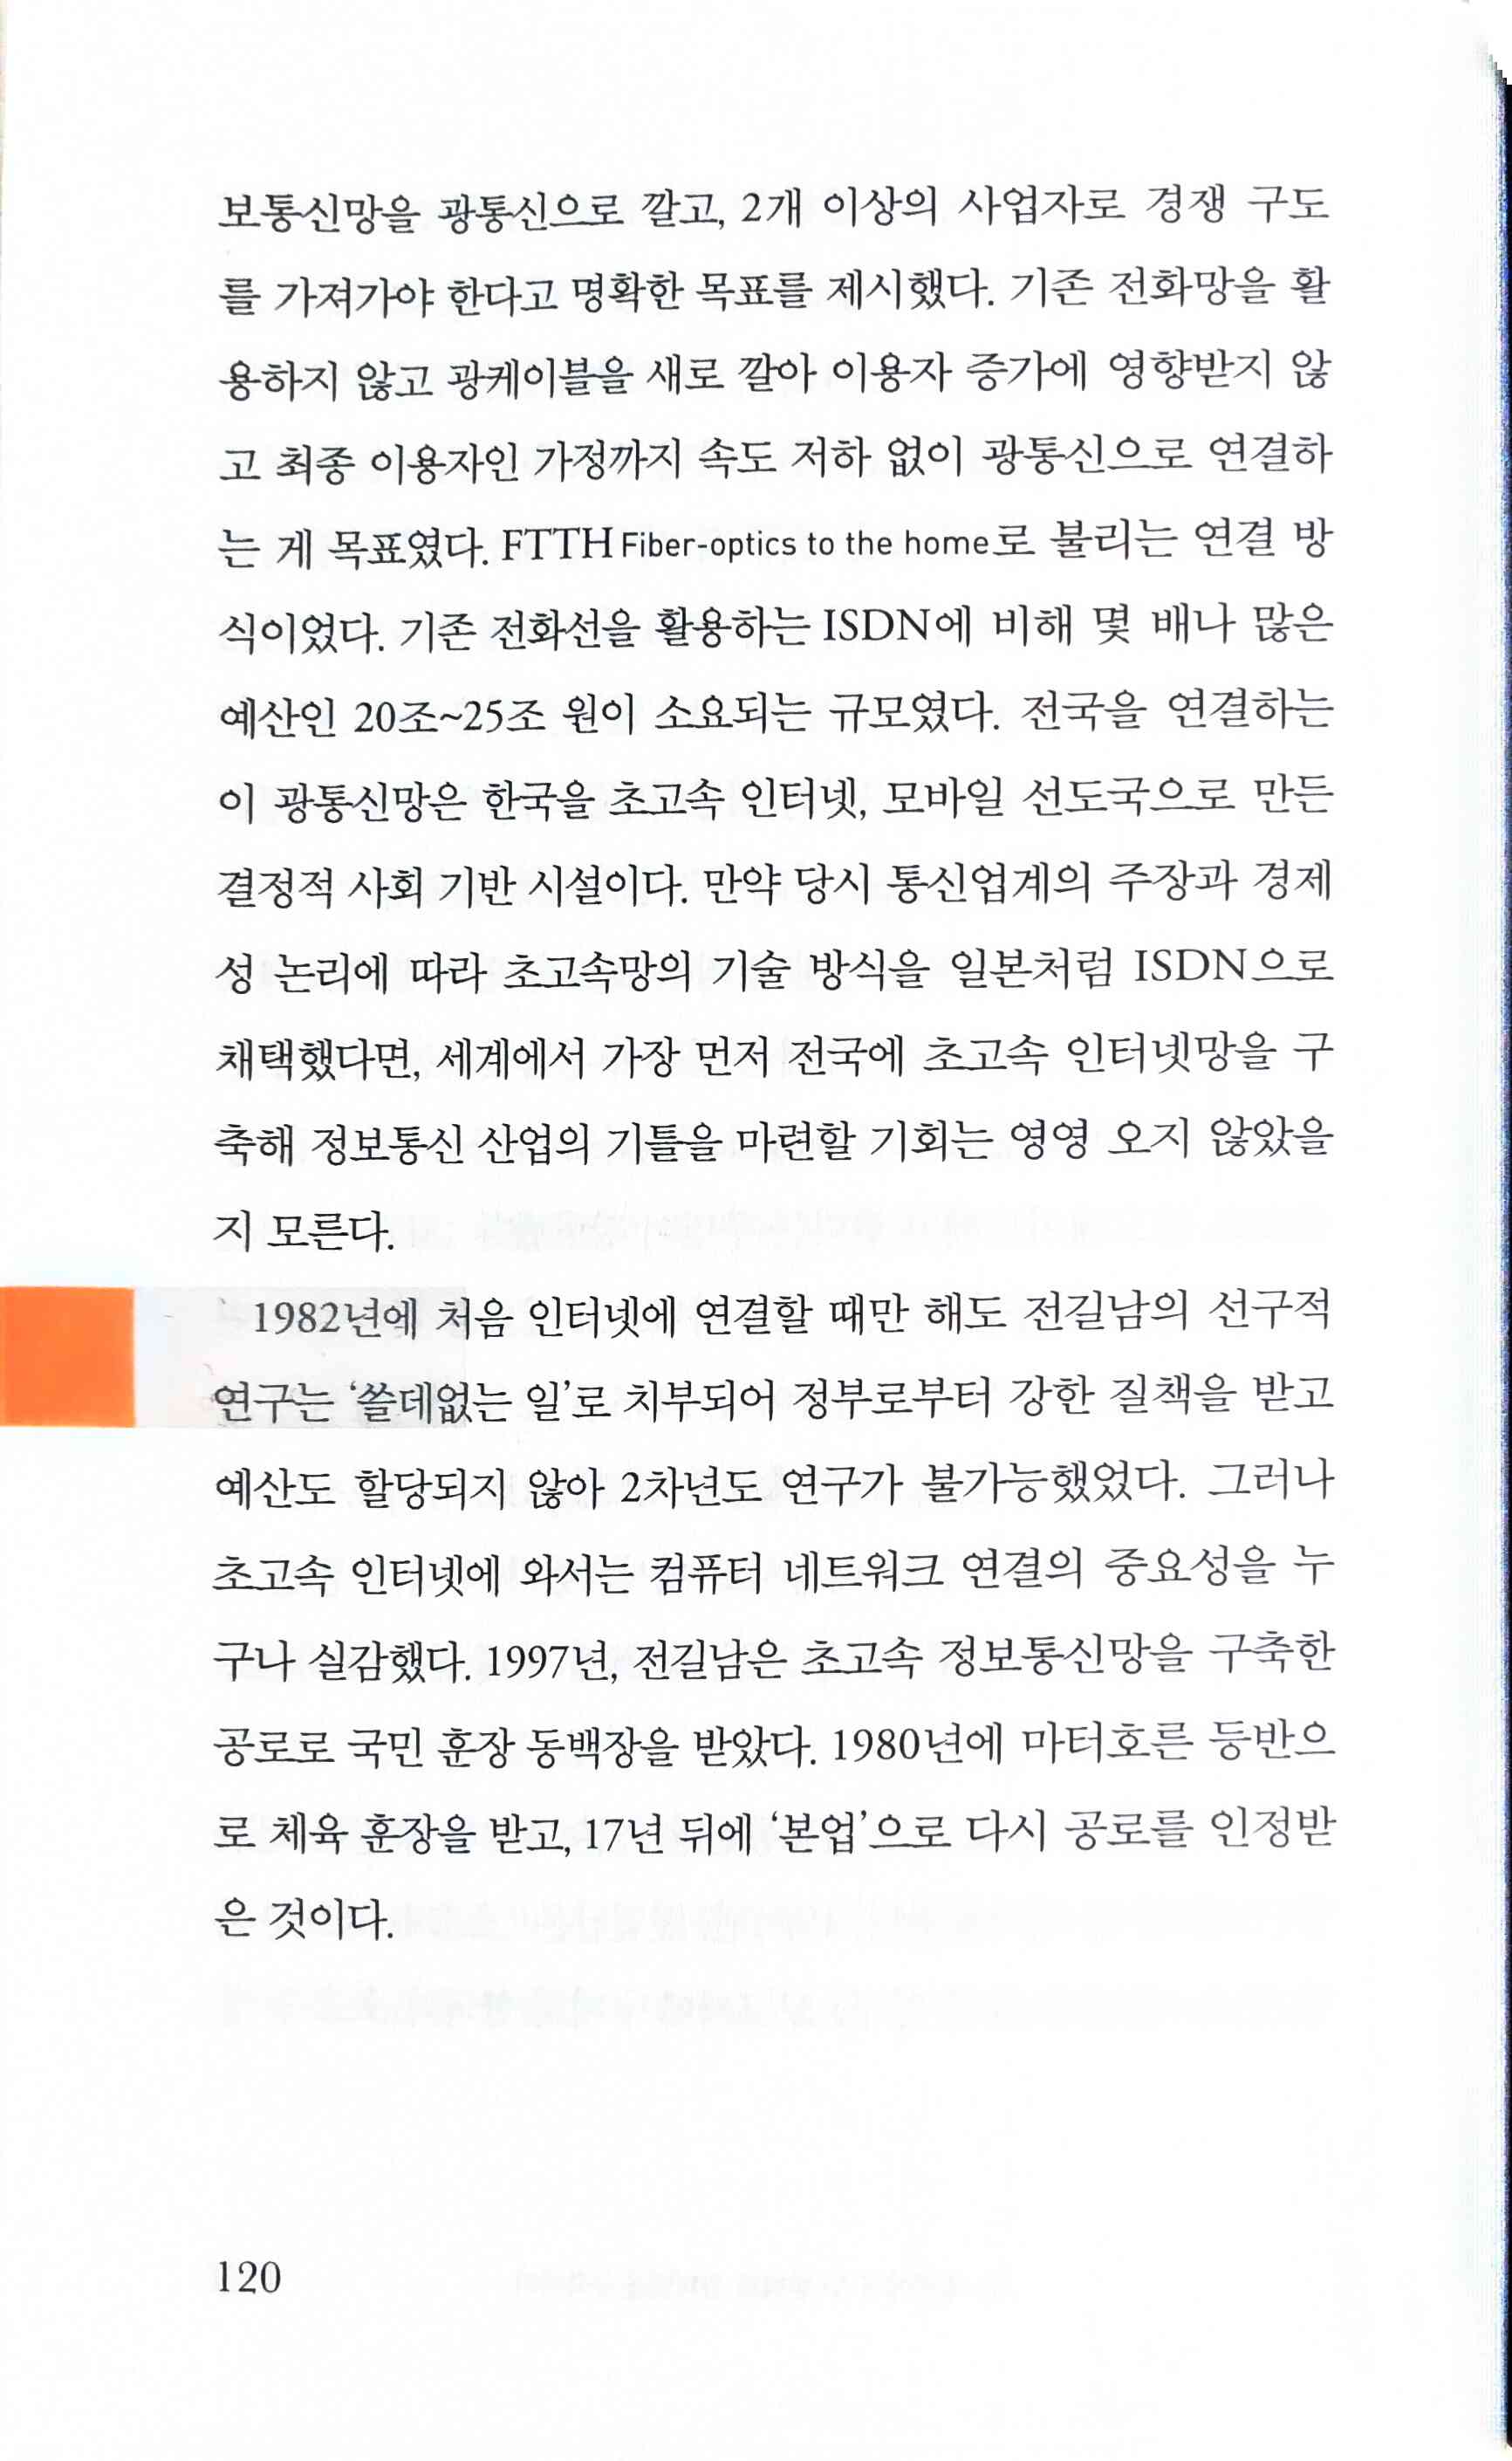 보통신망을 광통신으로 깔고, 2개 이상의 사업자로 경쟁 구도
를 가져가야 한다고 명확한 목표를 제시했다. 기존 전화망을 활
용하지 않고 광케이블을 새로 깔아 이용자 증가에 영향받지 않
고 최종 이용자인 가정까지 속도 저하 없이 광통신으로 연결하
는 게 목표였다. FTTH Fiber-optics to the home로 불리는 연결 방
식이었다. 기존 전화선을 활용하는 ISDN에 비해 몇 배나 많은
예산인 20조~25조 원이 소요되는 규모였다. 전국을 연결하는
이 광통신망은 한국을 초고속 인터넷, 모바일 선도국으로 만든
결정적 사회 기반 시설이다. 만약 당시 통신업계의 주장과 경제
성 논리에 따라 초고속망의 기술 방식을 일본처럼 ISDN으로
채택했다면, 세계에서 가장 먼저 전국에 초고속 인터넷망을 구
축해 정보통신 산업의 기틀을 마련할 기회는 영영 오지 않았을
지 모른다.
1982년에 처음 인터넷에 연결할 때만 해도 전길남의 선구적
연구는 ‘쓸데없는 일’로 치부되어 정부로부터 강한 질책을 받고
예산도 할당되지 않아 2차년도 연구가 불가능했었다. 그러나
초고속 인터넷에 와서는 컴퓨터 네트워크 연결의 중요성을 누
구나 실감했다. 1997년, 전길남은 초고속 정보통신망을 구축한
공로로 국민 훈장 동백장을 받았다. 1980년에 마터호른 등반으
로 체육 훈장을 받고, 17년 뒤에 ‘본업’으로 다시 공로를 인정받
은 것이다.
120